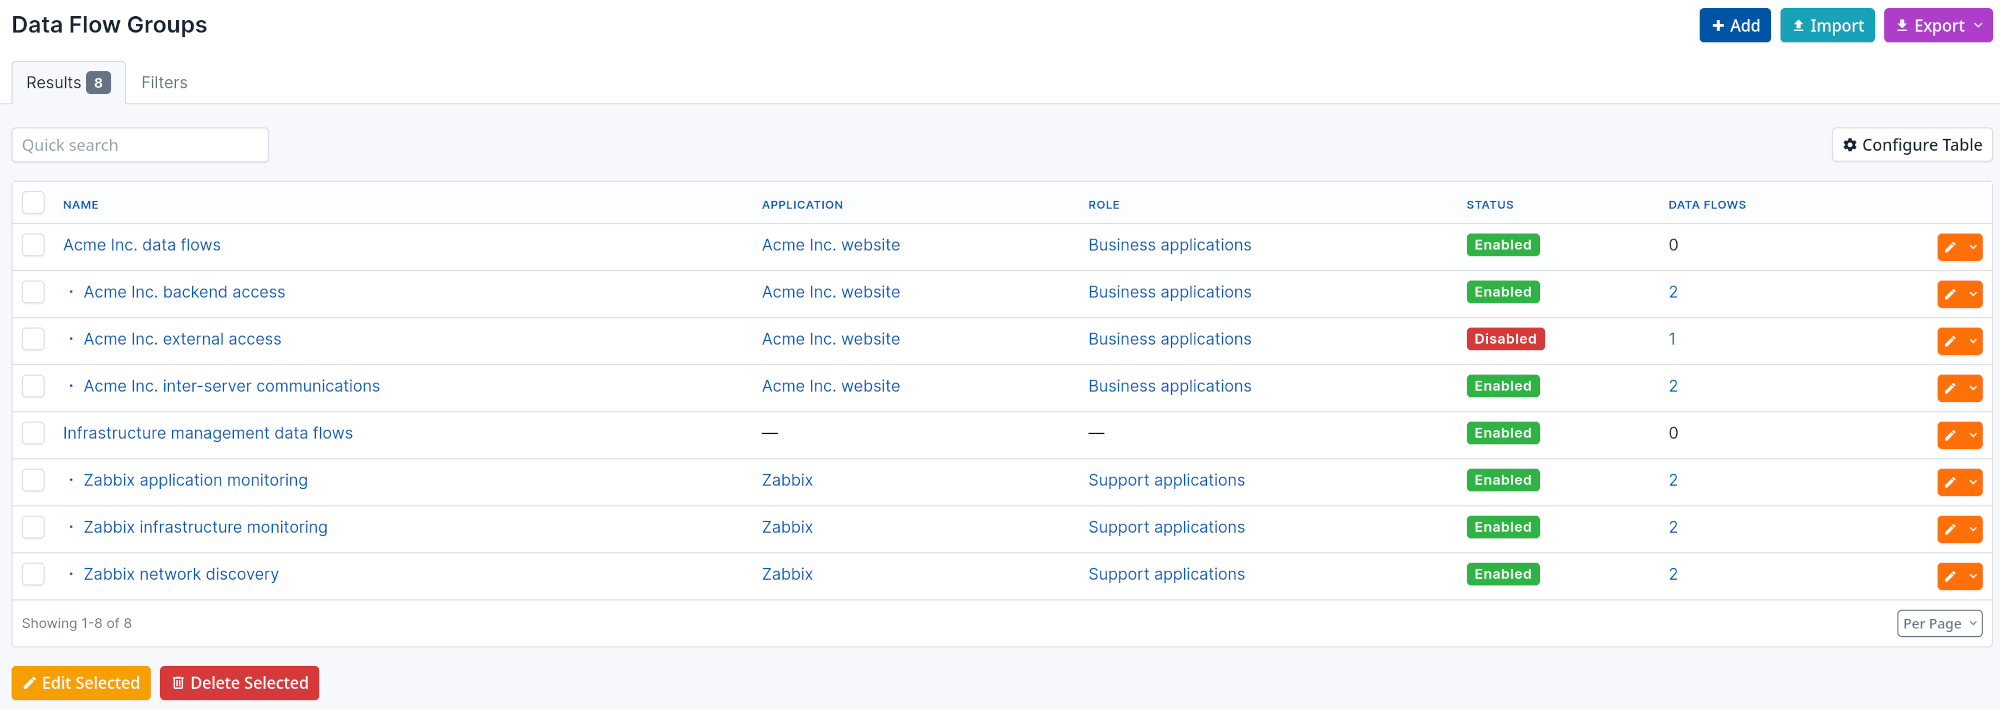 Data Flow Groups
Add Import Export
Results 8 Filters
Quick search Configure Table
NAME APPLICATION ROLE STATUS DATA FLOWS
Acme Inc. data flows Acme Inc. website Business applications Enabled 0
· Acme Inc. backend access Acme Inc. website Business applications Enabled 2
· Acme Inc. external access Acme Inc. website Business applications Disabled 1
· Acme Inc. inter-server communications Acme Inc. website Business applications Enabled 2
Infrastructure management data flows — — Enabled 0
· Zabbix application monitoring Zabbix Support applications Enabled 2
· Zabbix infrastructure monitoring Zabbix Support applications Enabled 2
· Zabbix network discovery Zabbix Support applications Enabled 2
Showing 1-8 of 8 Per Page
Edit Selected Delete Selected